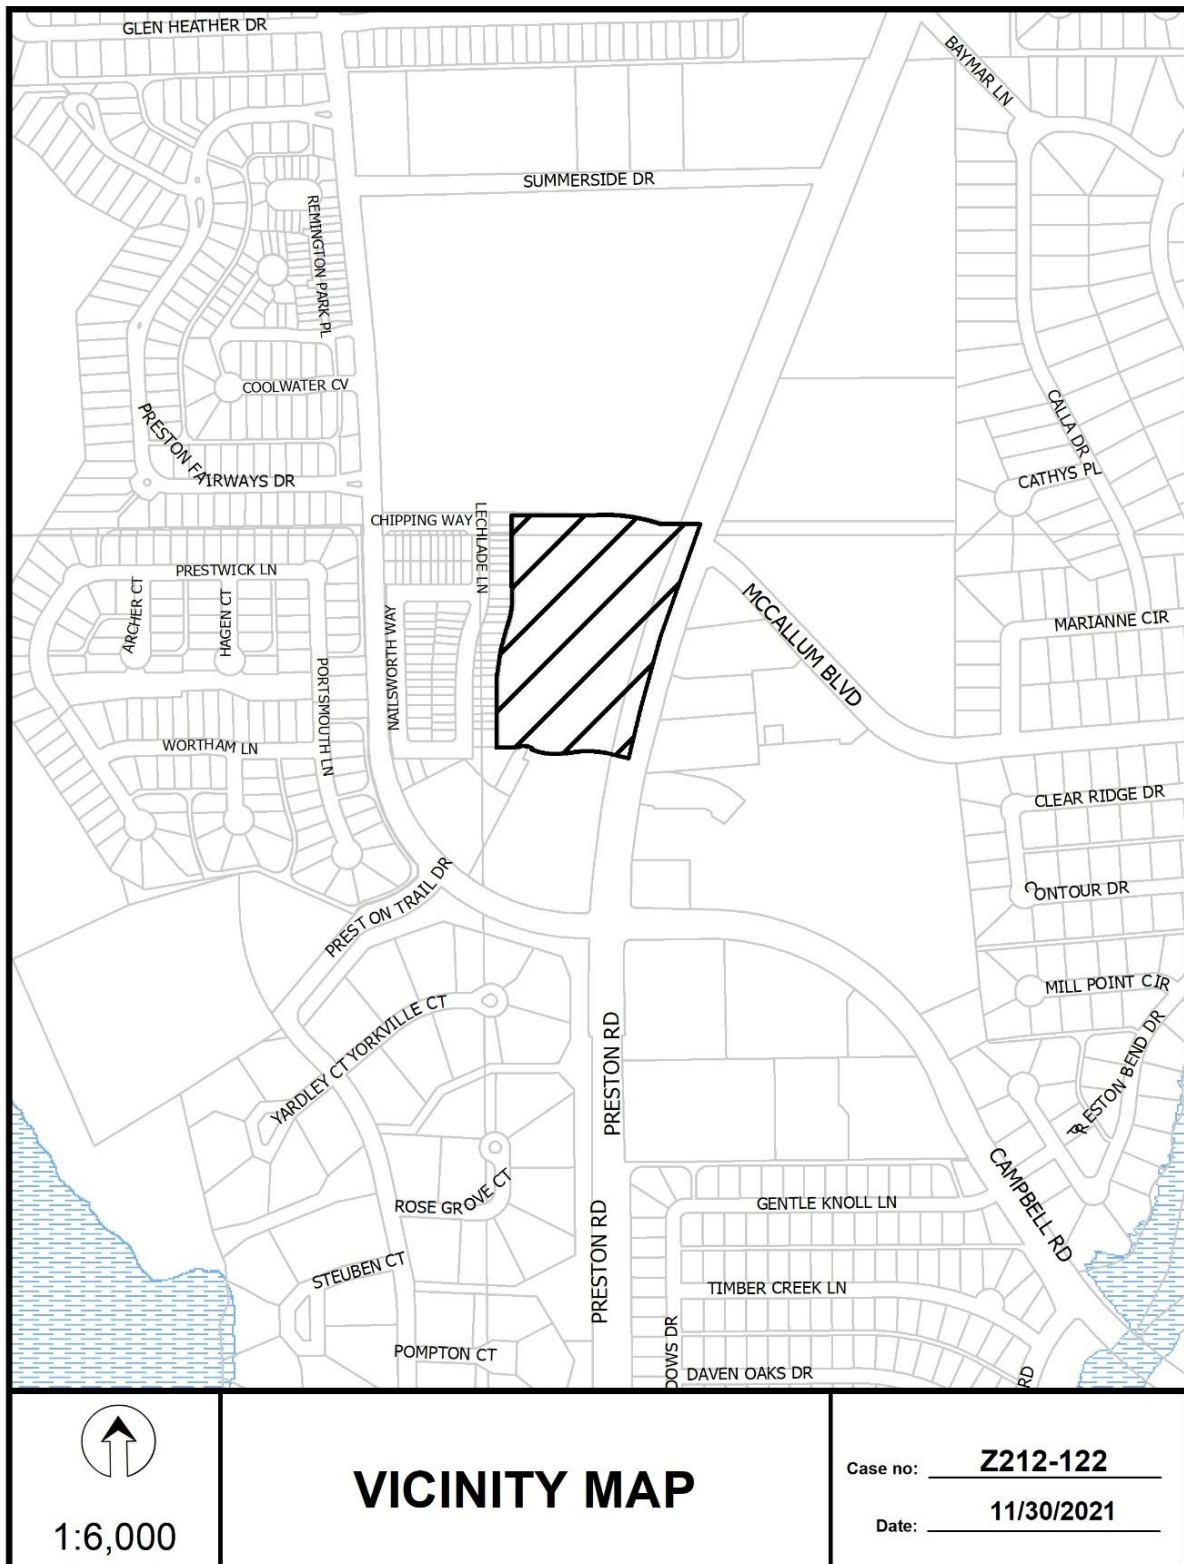 GLEN HEATHER DR
BAYMAR LN
SUMMERSIDE DR
REMINGTON PARK PL
COOLWATER CV
CALLA DR
PRESTON FAIRWAYS DR
CATHYS PL
CHIPPING WAY
LECHLADE LN
PRESTWICK LN
ARCHER CT
HAGEN CT
MCCALLUM BLVD
MARIANNE CIR
NAILSWORTH WAY
PORTSMOUTH LN
WORTHAM LN
CLEAR RIDGE DR
CONTOUR DR
PRESTON TRAIL DR
MILL POINT CIR
YARDLEY CT YORKVILLE CT
PRESTON RD
PRESTON BEND DR
CAMPBELL RD
ROSE GROVE CT
GENTLE KNOLL LN
PRESTON RD
STEUBEN CT
TIMBER CREEK LN
POMPTON CT
DOWS DR
DAVEN OAKS DR
RD
1:6,000
VICINITY MAP
Case no: Z212-122
Date: 11/30/2021